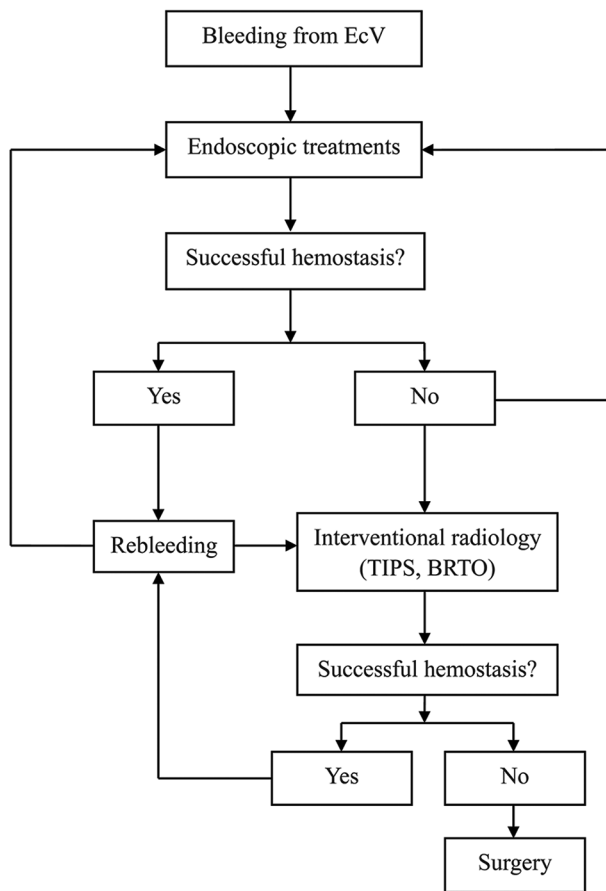 Bleeding from EcV
Endoscopic treatments
Successful hemostasis?
Yes
No
Rebleeding
Interventional radiology
(TIPS, BRTO)
Successful hemostasis?
Yes
No
Surgery